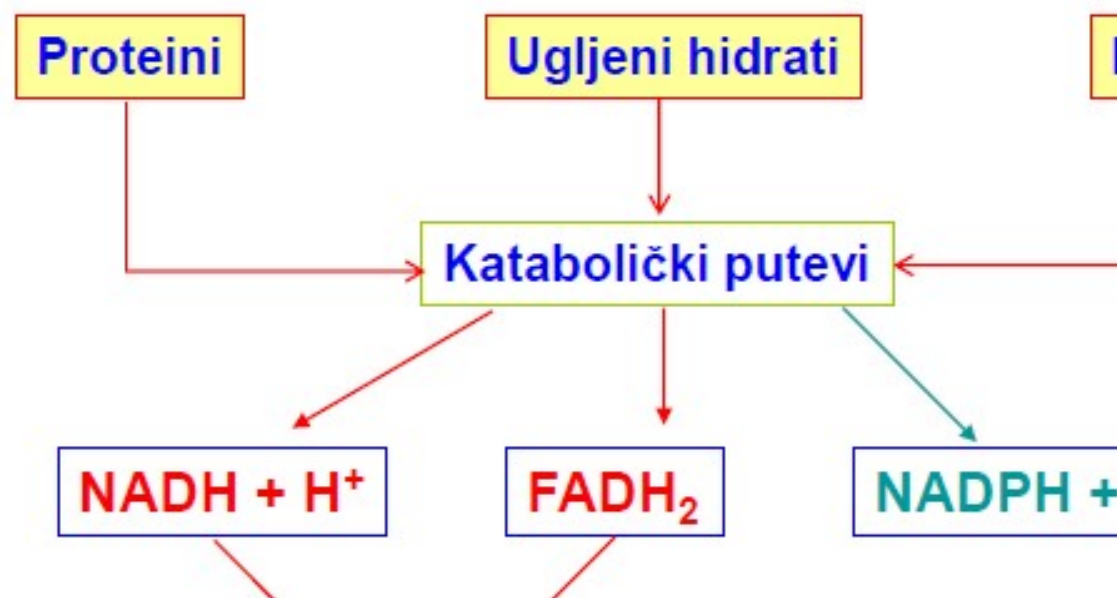 Proteini
Ugljeni hidrati
Katabolički putevi
NADH + H⁺
FADH₂
NADPH +